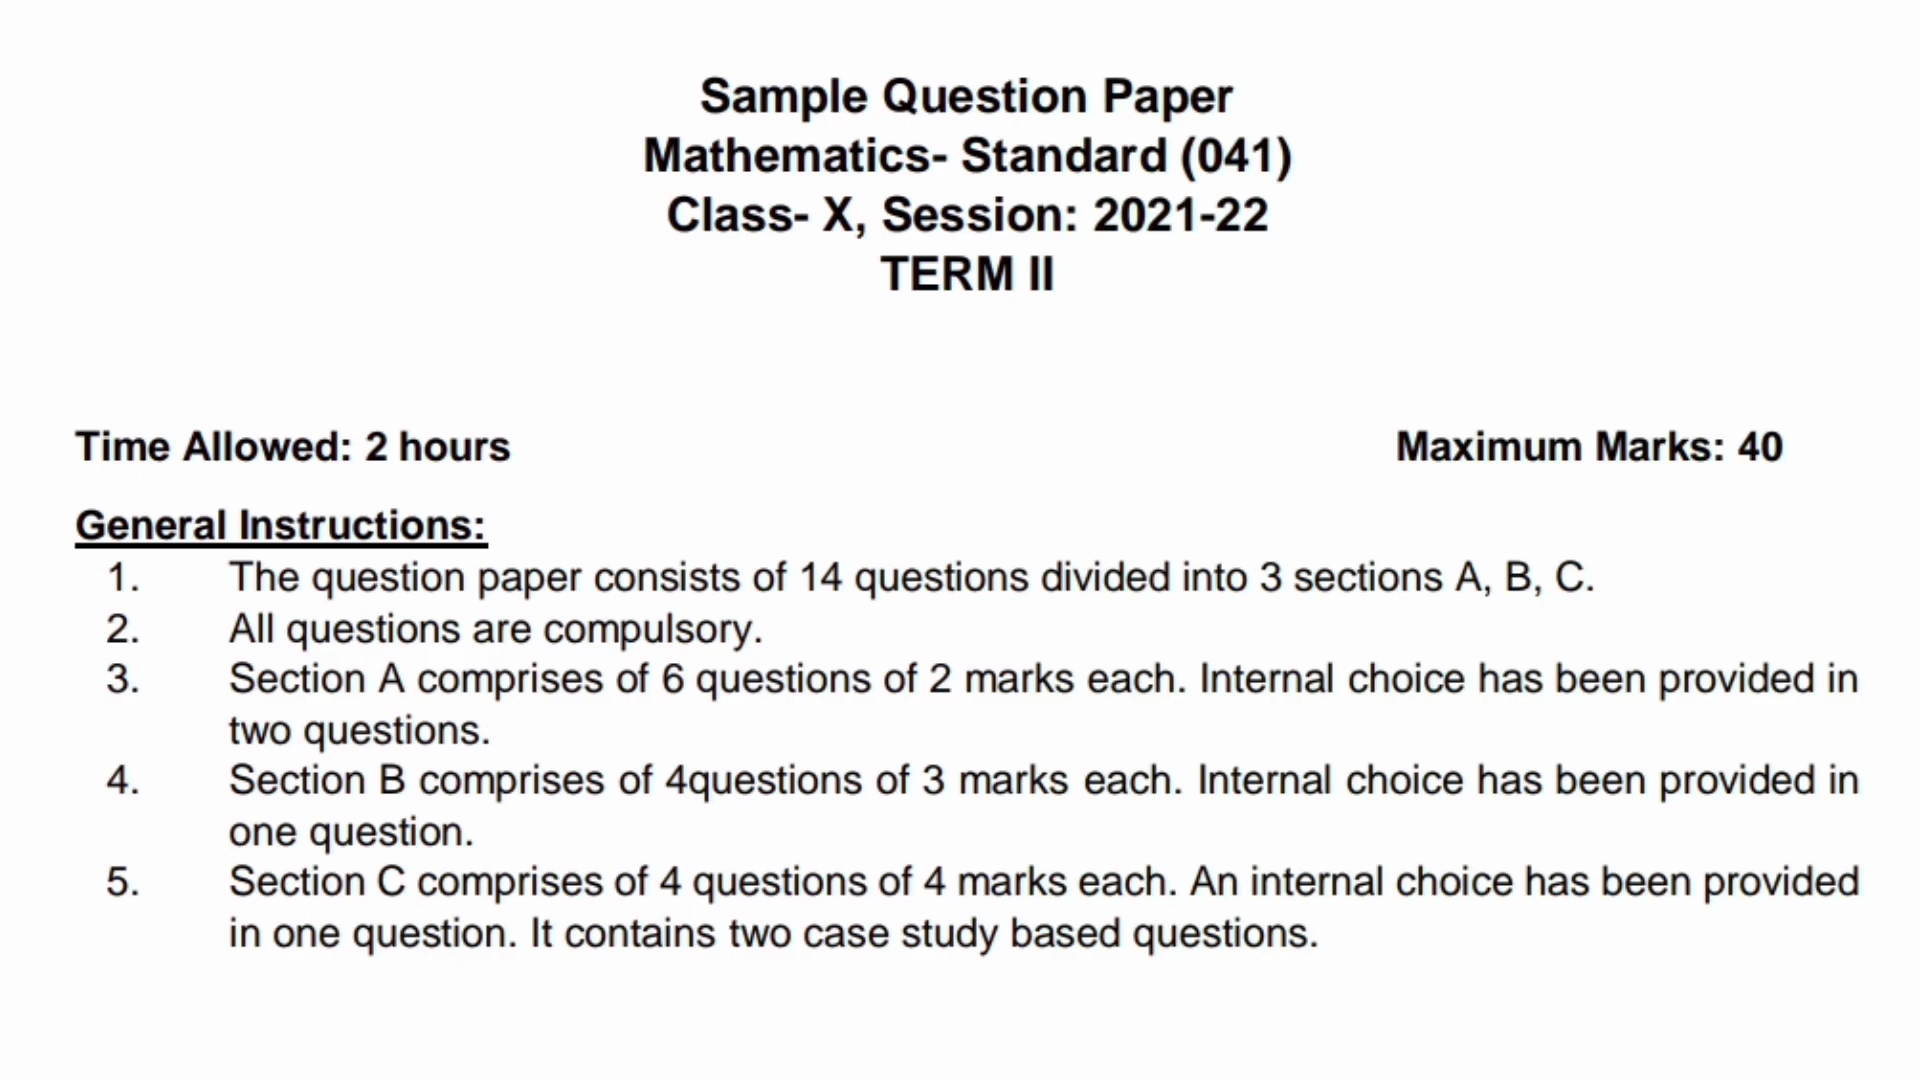 Sample Question Paper
Mathematics- Standard (041)
Class- X, Session: 2021-22
TERM II
Time Allowed: 2 hours Maximum Marks: 40
General Instructions:
1. The question paper consists of 14 questions divided into 3 sections A, B, C.
2. All questions are compulsory.
3. Section A comprises of 6 questions of 2 marks each. Internal choice has been provided in
two questions.
4. Section B comprises of 4questions of 3 marks each. Internal choice has been provided in
one question.
5. Section C comprises of 4 questions of 4 marks each. An internal choice has been provided
in one question. It contains two case study based questions.